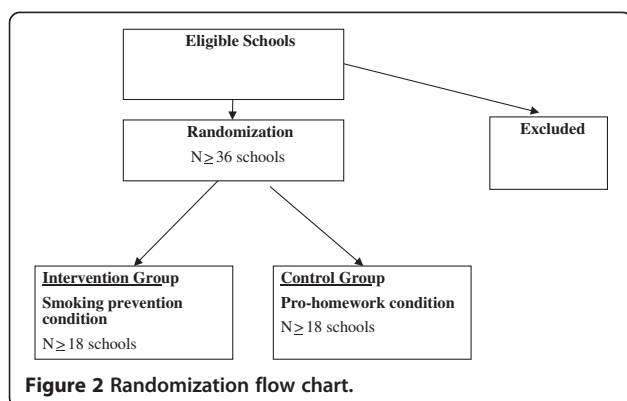 Eligible Schools
Randomization
N≥36 schools
Excluded
Intervention Group
Smoking prevention
condition
N≥18 schools
Control Group
Pro-homework condition
N≥18 schools
Figure 2 Randomization flow chart.